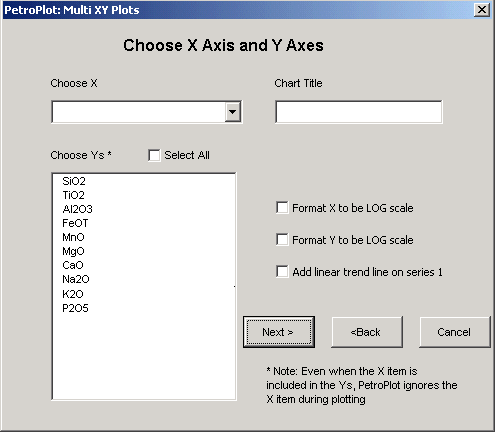 PetroPlot: Multi XY Plots
Choose X Axis and Y Axes
Choose X
Chart Title
Choose Ys *
Select All
SiO2
TiO2
Al2O3
FeOT
MnO
MgO
CaO
Na2O
K2O
P2O5
Format X to be LOG scale
Format Y to be LOG scale
Add linear trend line on series 1
Next >
<Back
Cancel
* Note: Even when the X item is
included in the Ys, PetroPlot ignores the
X item during plotting